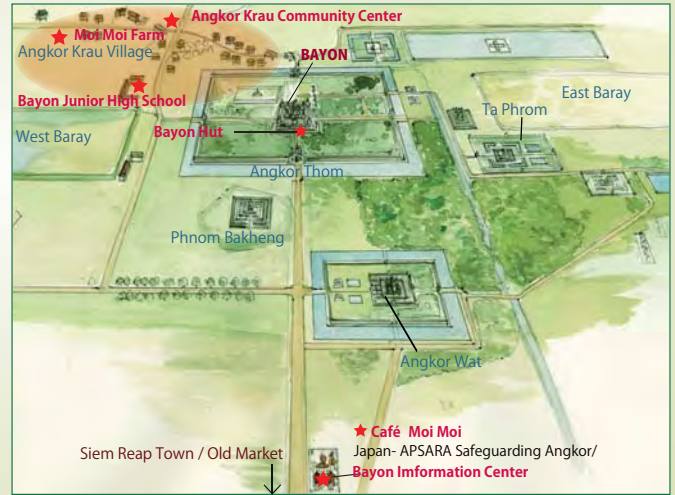 Angkor Krau Community Center
Moi Moi Farm
Angkor Krau Village
BAYON
Bayon Junior High School
East Baray
Ta Phrom
West Baray
Bayon Hut
Angkor Thom
Phnom Bakheng
Angkor Wat
Café Moi Moi
Siem Reap Town / Old Market
Japan- APSARA Safeguarding Angkor/
Bayon Imformation Center